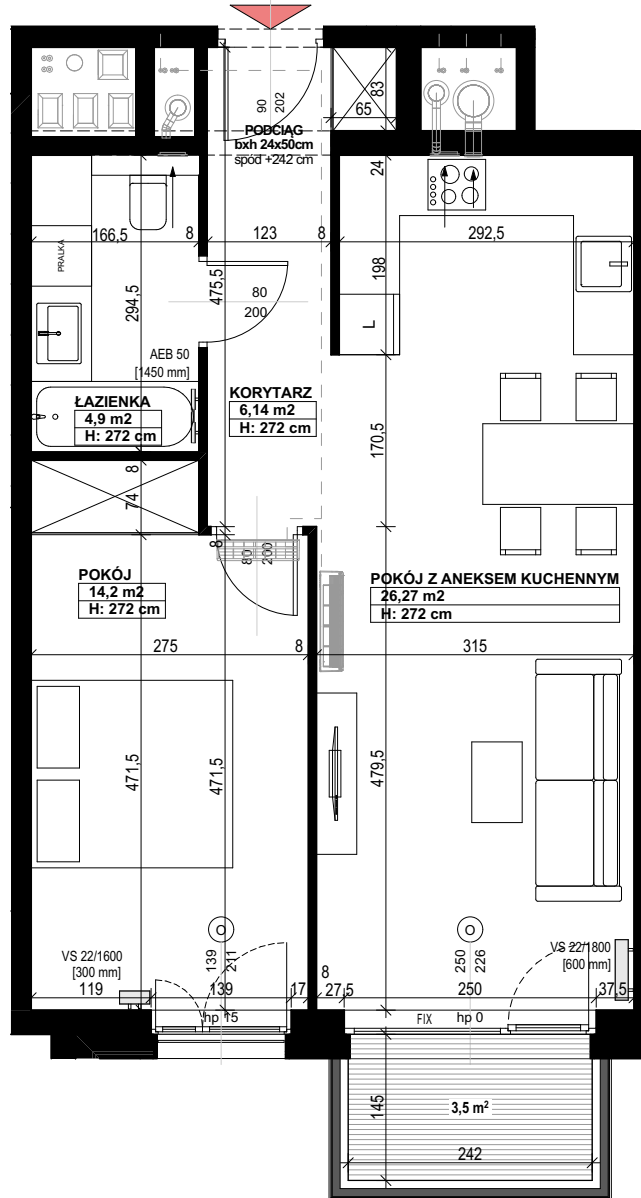 90
202
83
65
PODCIĄG
bxh 24x50cm
spód +242 cm
24
166,5
8
123
8
292,5
PRALKA
294,5
475,5
80
200
198
L
AEB 50
[1450 mm]
ŁAZIENKA
4,9 m2
H: 272 cm
KORYTARZ
6,14 m2
H: 272 cm
170,5
8
74
8
80
200
POKÓJ
14,2 m2
H: 272 cm
POKÓJ Z ANEKSEM KUCHENNYM
26,27 m2
H: 272 cm
275
8
315
471,5
471,5
479,5
O
O
VS 22/1600
[300 mm]
139
211
250
226
VS 22/1800
[600 mm]
8
119
139
17
27,5
250
37,5
hp 15
FIX
hp 0
145
3,5 m²
242